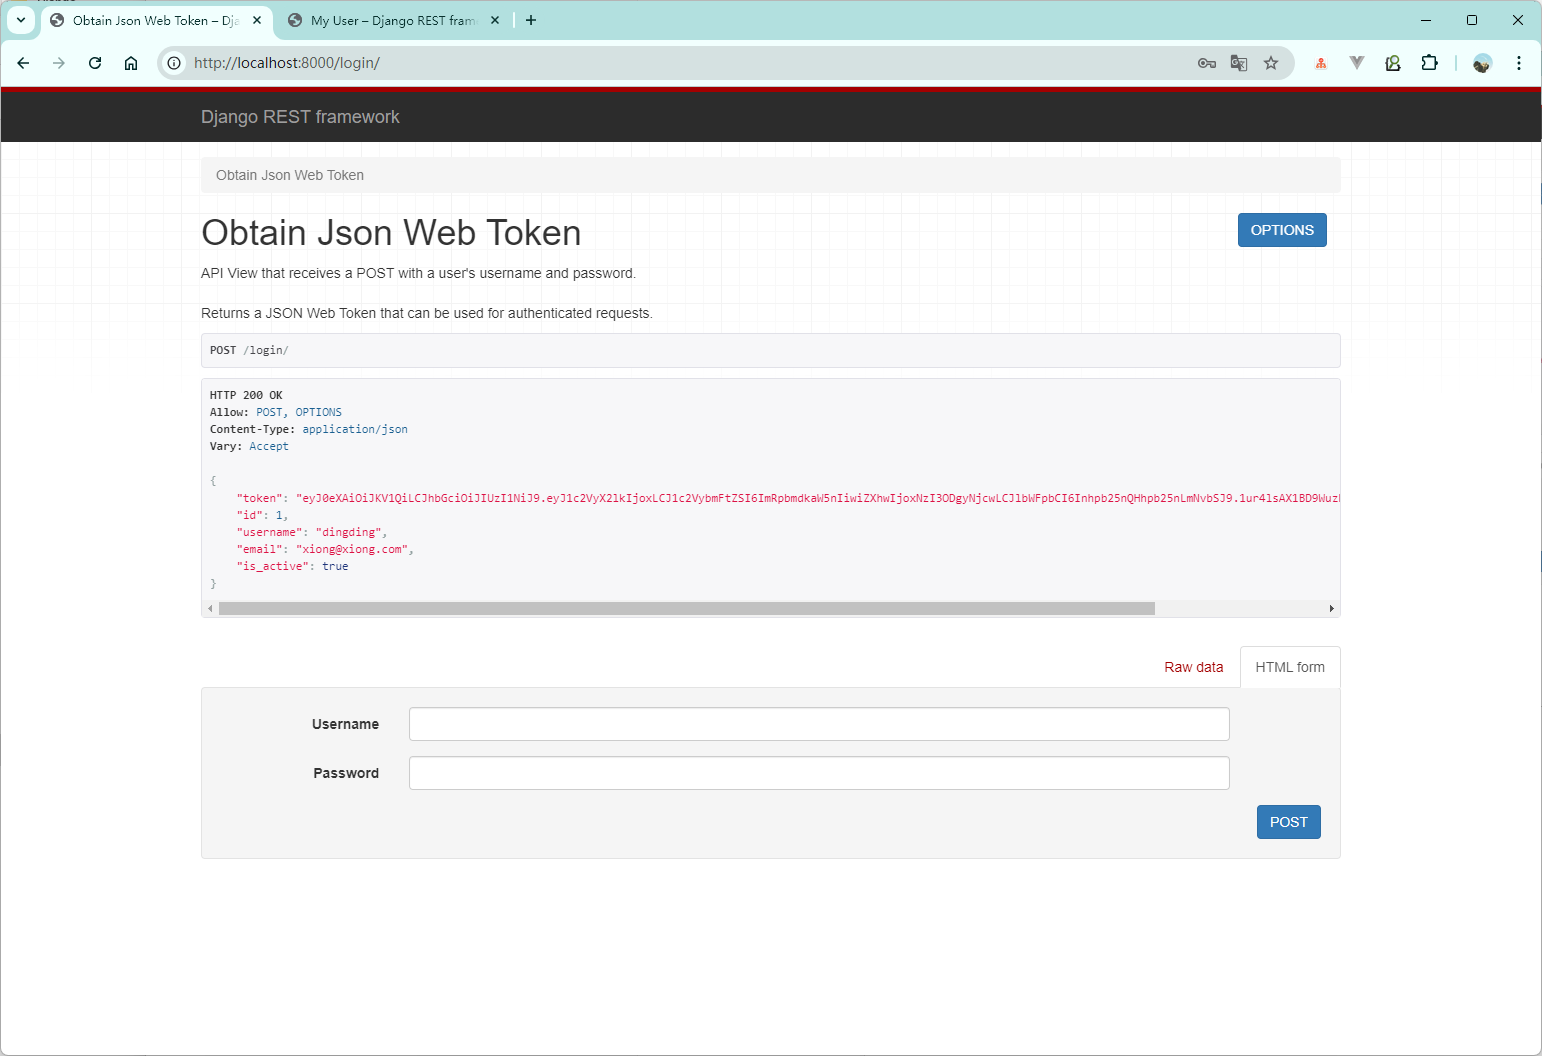 Obtain Json Web Token – Dja
My User – Django REST fram
http://localhost:8000/login/
Django REST framework
Obtain Json Web Token
Obtain Json Web Token
OPTIONS
API View that receives a POST with a user's username and password.
Returns a JSON Web Token that can be used for authenticated requests.
POST /login/
HTTP 200 OK
Allow: POST, OPTIONS
Content-Type: application/json
Vary: Accept
{
"token": "eyJ0eXAiOiJKV1QiLCJhbGciOiJIUzI1NiJ9.eyJ1c2VyX2lkIjoxLCJ1c2VybmFtZSI6ImRpbmdkaW5nIiwiZXhwIjoxNzI3ODgyNjcwLCJlbWFpbCI6Inhpb25nQHhpb25nLmNvbSJ9.1ur4lsAX1BD9Wuz
"id": 1,
"username": "dingding",
"email": "xiong@xiong.com",
"is_active": true
}
Raw data
HTML form
Username
Password
POST